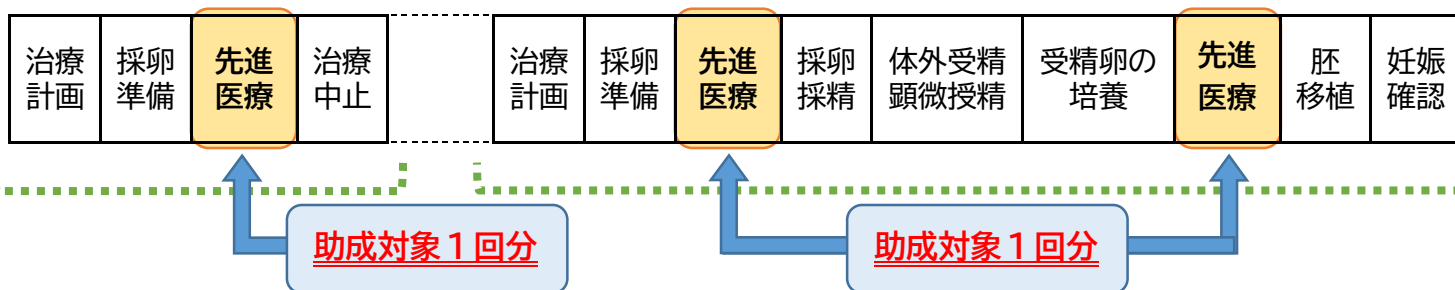 治療
計画
採卵
準備
先進
医療
治療
中止
治療
計画
採卵
準備
先進
医療
採卵
採精
体外受精
顕微授精
受精卵の
培養
先進
医療
胚
移植
妊娠
確認
助成対象１回分
助成対象１回分